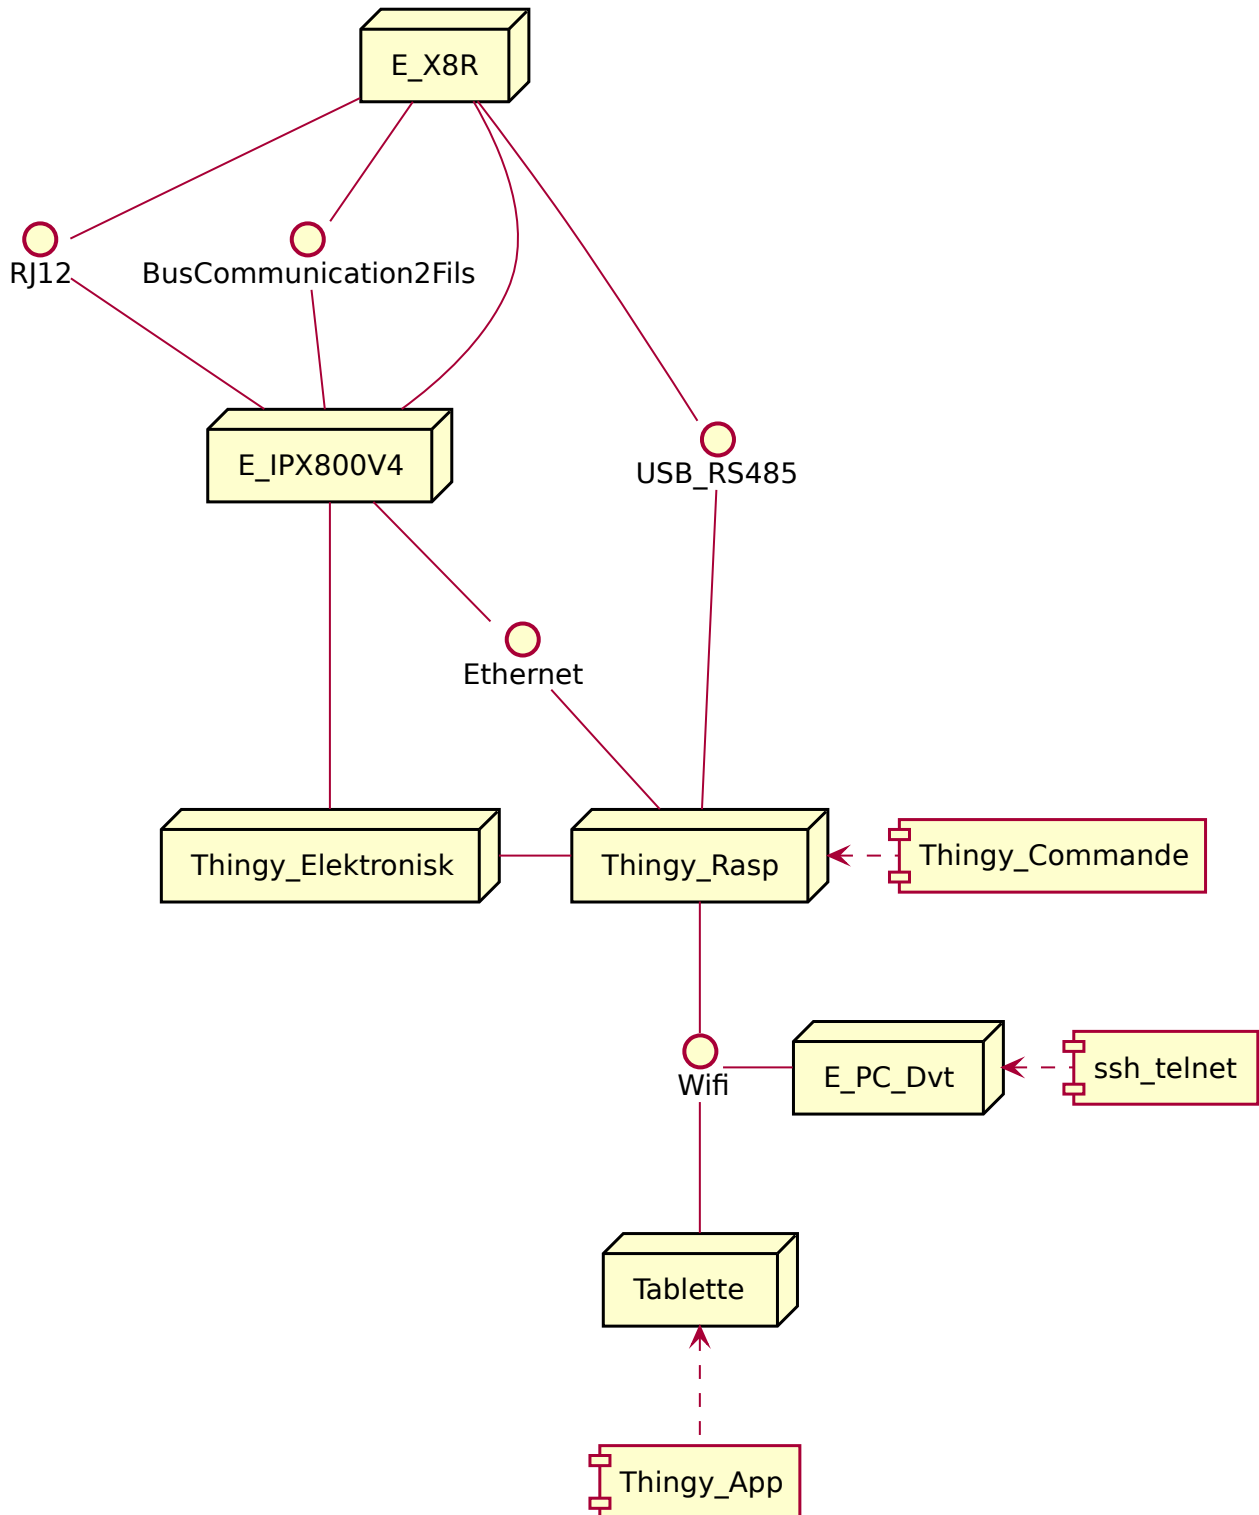 E_X8R
RJ12
BusCommunication2Fils
E_IPX800V4
USB_RS485
Ethernet
Thingy_Elektronisk
Thingy_Rasp
Thingy_Commande
Wifi
E_PC_Dvt
ssh_telnet
Tablette
Thingy_App